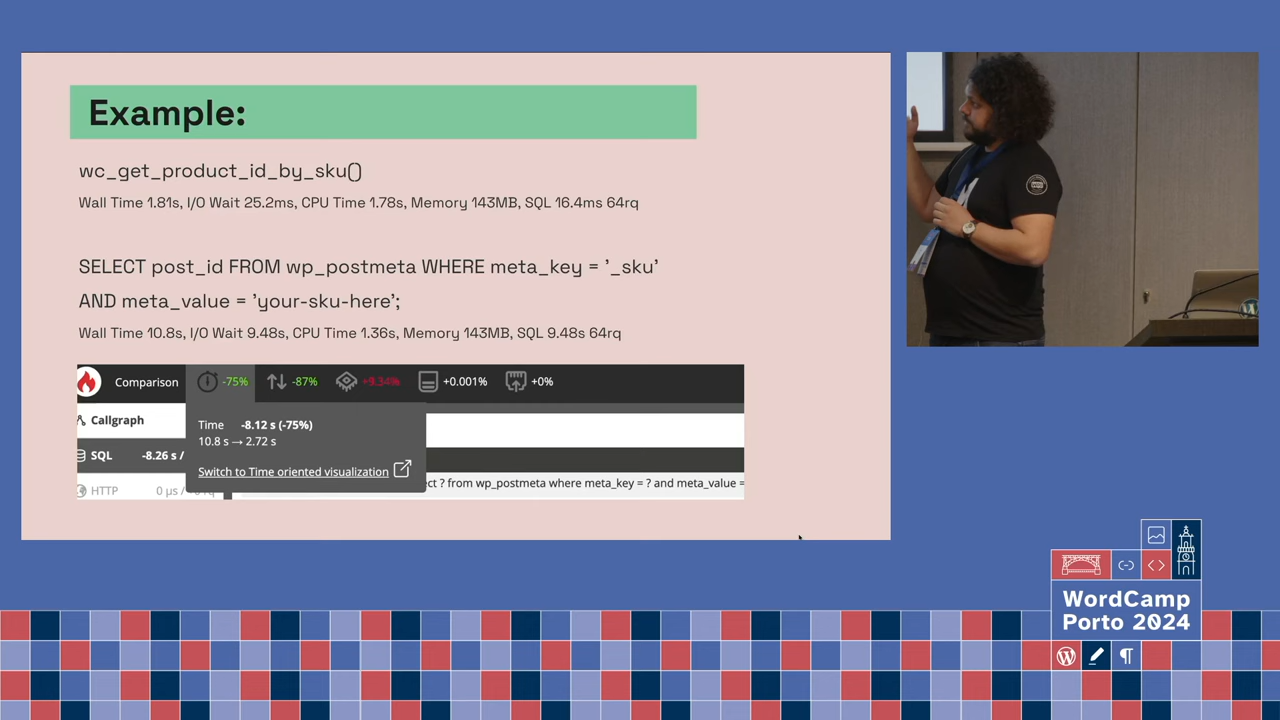 Example:
wc_get_product_id_by_sku()
Wall Time 1.81s, I/O Wait 25.2ms, CPU Time 1.78s, Memory 143MB, SQL 16.4ms 64rq
SELECT post_id FROM wp_postmeta WHERE meta_key = '_sku'
AND meta_value = 'your-sku-here';
Wall Time 10.8s, I/O Wait 9.48s, CPU Time 1.36s, Memory 143MB, SQL 9.48s 64rq
Comparison -75% -87% +9.34% +0.001% +0%
Callgraph
Time -8.12 s (-75%)
10.8 s → 2.72 s
SQL -8.26 s /
Switch to Time oriented visualization
HTTP 0 µs /
ect ? from wp_postmeta where meta_key = ? and meta_value =
WordCamp
Porto 2024